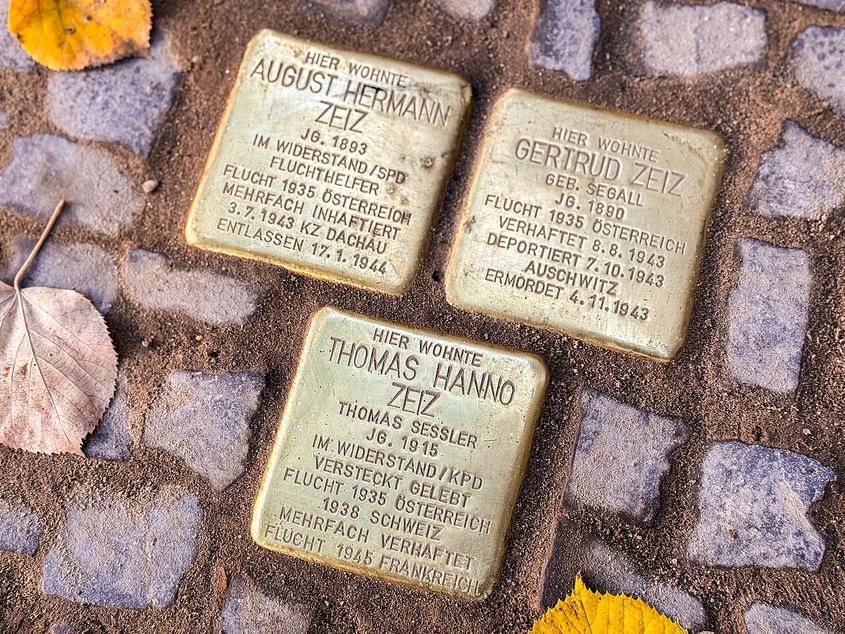 HIER WOHNTE
AUGUST HERMANN
ZEIZ
JG. 1893
IM WIDERSTAND/SPD
FLUCHTHELFER
FLUCHT 1935 ÖSTERREICH
MEHRFACH INHAFTIERT
3.7.1943 KZ DACHAU
ENTLASSEN 17.1.1944
HIER WOHNTE
GERTRUD ZEIZ
GEB. SEGALL
JG. 1890
FLUCHT 1935 ÖSTERREICH
VERHAFTET 8.8.1943
DEPORTIERT 7.10.1943
AUSCHWITZ
ERMORDET 4.11.1943
HIER WOHNTE
THOMAS HANNO
ZEIZ
THOMAS SESSLER
JG. 1915
IM WIDERSTAND/KPD
VERSTECKT GELEBT
FLUCHT 1935 ÖSTERREICH
1938 SCHWEIZ
MEHRFACH VERHAFTET
FLUCHT 1945 FRANKREICH